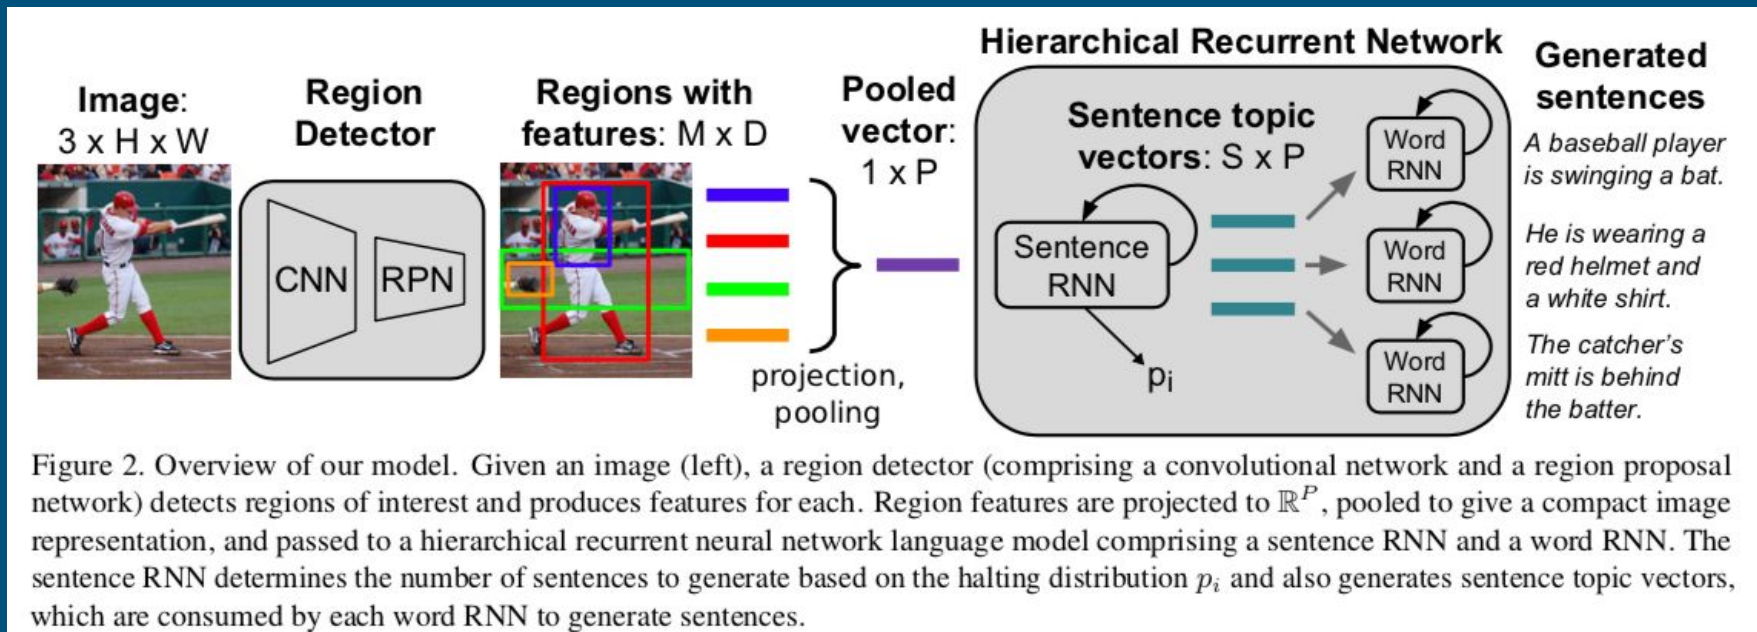 Image:
3 x H x W
Region
Detector
CNN
RPN
Regions with
features: M x D
projection,
pooling
Pooled
vector:
1 x P
Hierarchical Recurrent Network
Sentence topic
vectors: S x P
Sentence
RNN
pi
Word
RNN
Word
RNN
Word
RNN
Generated
sentences
A baseball player
is swinging a bat.
He is wearing a
red helmet and
a white shirt.
The catcher's
mitt is behind
the batter.
Figure 2. Overview of our model. Given an image (left), a region detector (comprising a convolutional network and a region proposal
network) detects regions of interest and produces features for each. Region features are projected to ℝ^P, pooled to give a compact image
representation, and passed to a hierarchical recurrent neural network language model comprising a sentence RNN and a word RNN. The
sentence RNN determines the number of sentences to generate based on the halting distribution pi and also generates sentence topic vectors,
which are consumed by each word RNN to generate sentences.